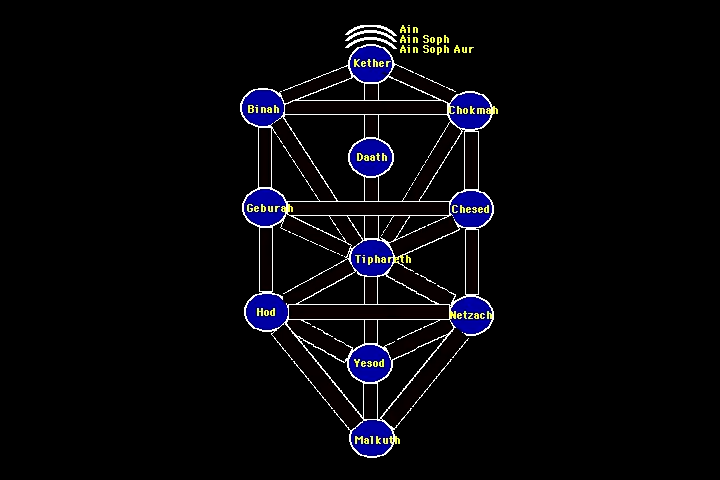 Ain
Ain Soph
Ain Soph Aur
Kether
Binah
Chokmah
Daath
Geburah
Chesed
Tiphareth
Hod
Netzach
Yesod
Malkuth